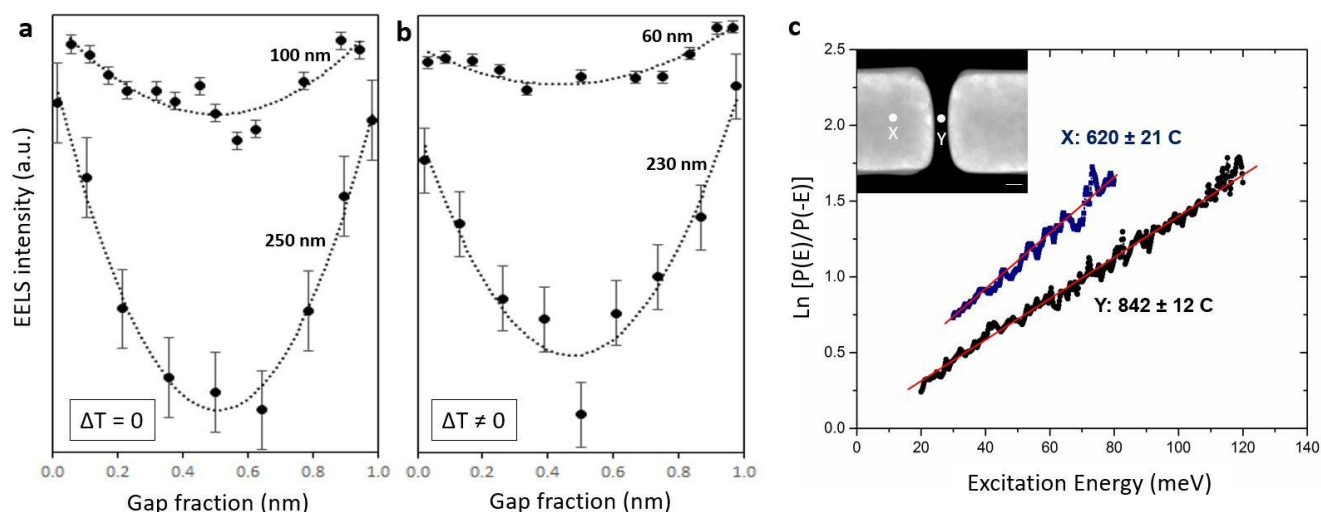 a
100 nm
250 nm
ΔT = 0
EELS intensity (a.u.)
0.0 0.2 0.4 0.6 0.8 1.0
Gap fraction (nm)
b
60 nm
230 nm
ΔT ≠ 0
0.0 0.2 0.4 0.6 0.8 1.0
Gap fraction (nm)
c
2.5
2.0
1.5
1.0
0.5
0.0
Ln [P(E)/P(-E)]
X
Y
X: 620 ± 21 C
Y: 842 ± 12 C
0 20 40 60 80 100 120 140
Excitation Energy (meV)